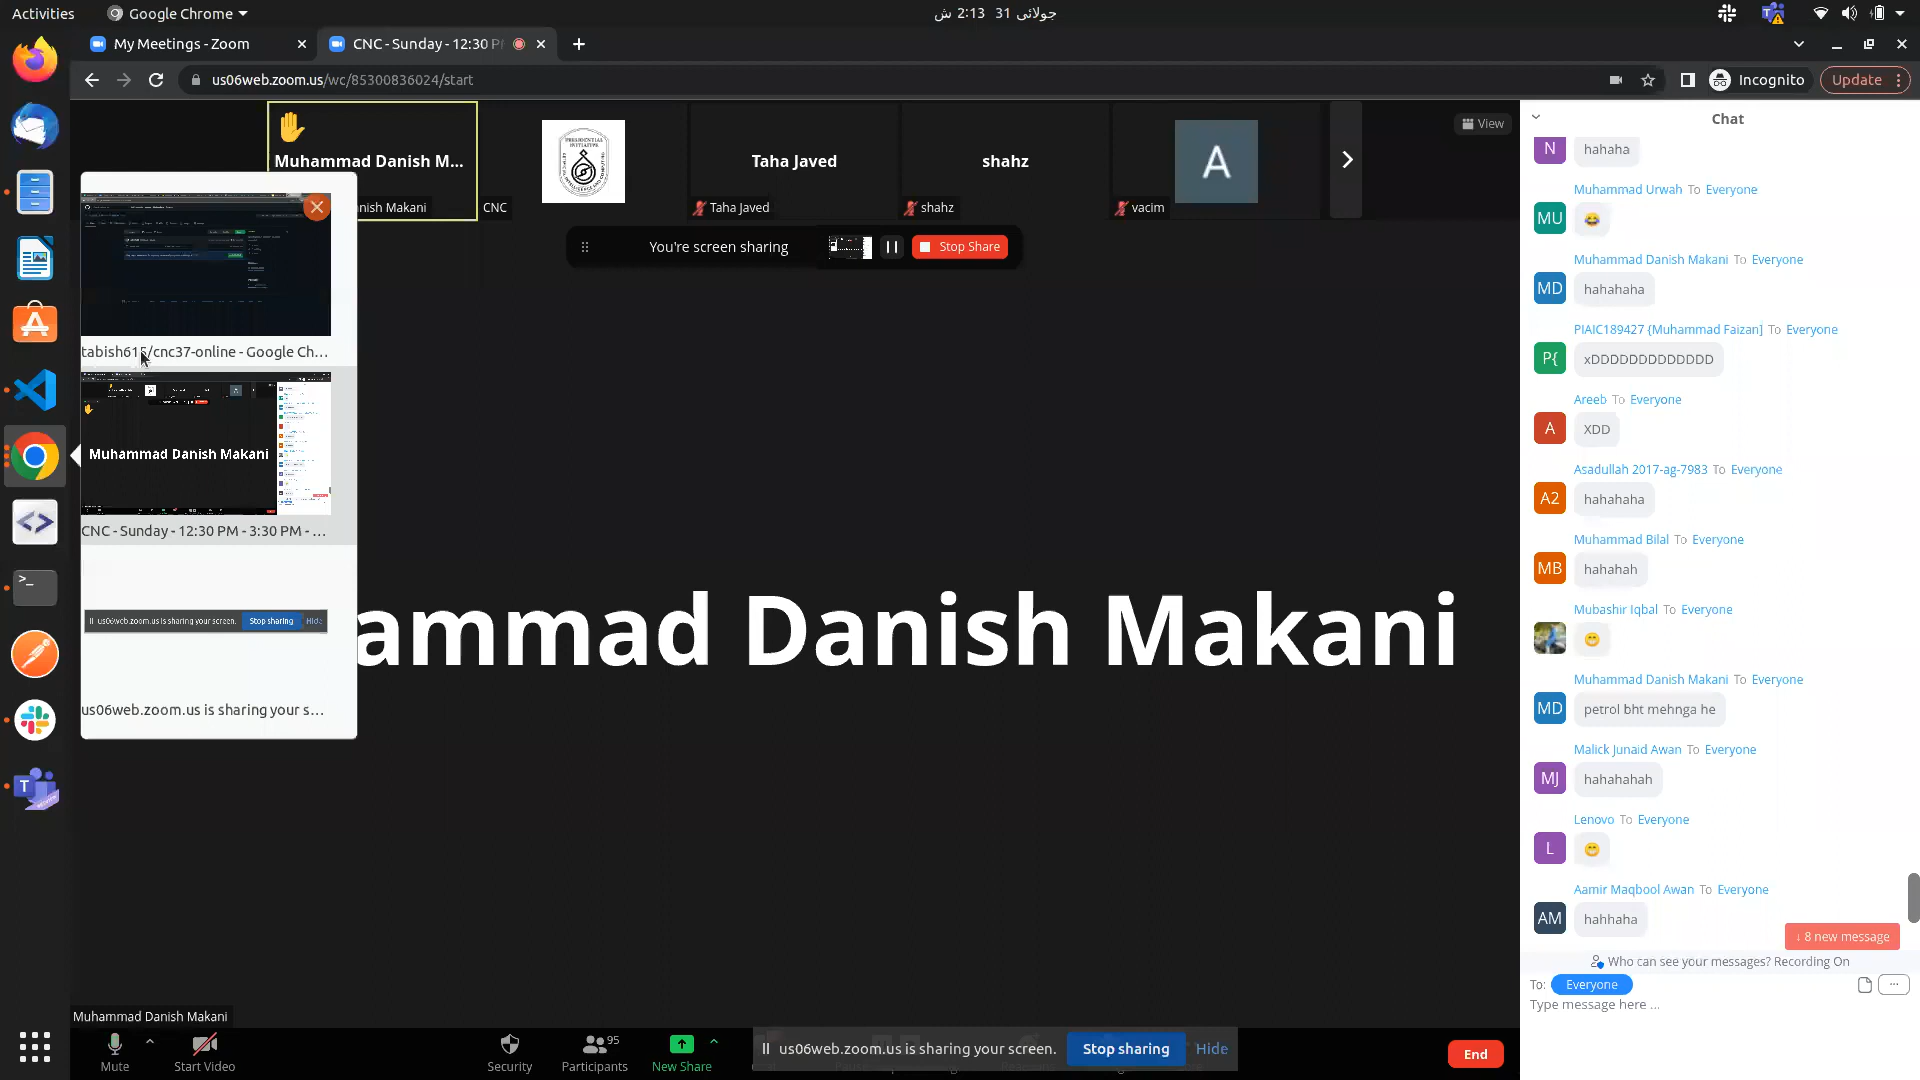 Activities
Google Chrome
جولائی 31 2:13 ش
My Meetings - Zoom
CNC - Sunday - 12:30 P
us06web.zoom.us/wc/85300836024/start
Incognito
Update
Muhammad Danish M...
nish Makani
CNC
Taha Javed
Taha Javed
shahz
shahz
A
vacim
View
You're screen sharing
Stop Share
tabish615/cnc37-online - Google Ch...
Muhammad Danish Makani
CNC - Sunday - 12:30 PM - 3:30 PM - ...
us06web.zoom.us is sharing your screen.
Stop sharing
Hide
us06web.zoom.us is sharing your s...
ammad Danish Makani
Muhammad Danish Makani
Mute
Start Video
Security
95
Participants
New Share
us06web.zoom.us is sharing your screen.
Stop sharing
Hide
End
Chat
N
hahaha
Muhammad Urwah To Everyone
MU
😂
Muhammad Danish Makani To Everyone
MD
hahahaha
PIAIC189427 {Muhammad Faizan] To Everyone
P{
xDDDDDDDDDDDDD
Areeb To Everyone
A
XDD
Asadullah 2017-ag-7983 To Everyone
A2
hahahaha
Muhammad Bilal To Everyone
MB
hahahah
Mubashir Iqbal To Everyone
😁
Muhammad Danish Makani To Everyone
MD
petrol bht mehnga he
Malick Junaid Awan To Everyone
MJ
hahahahah
Lenovo To Everyone
L
😁
Aamir Maqbool Awan To Everyone
AM
hahhaha
↓ 8 new message
Who can see your messages? Recording On
To: Everyone
Type message here ...